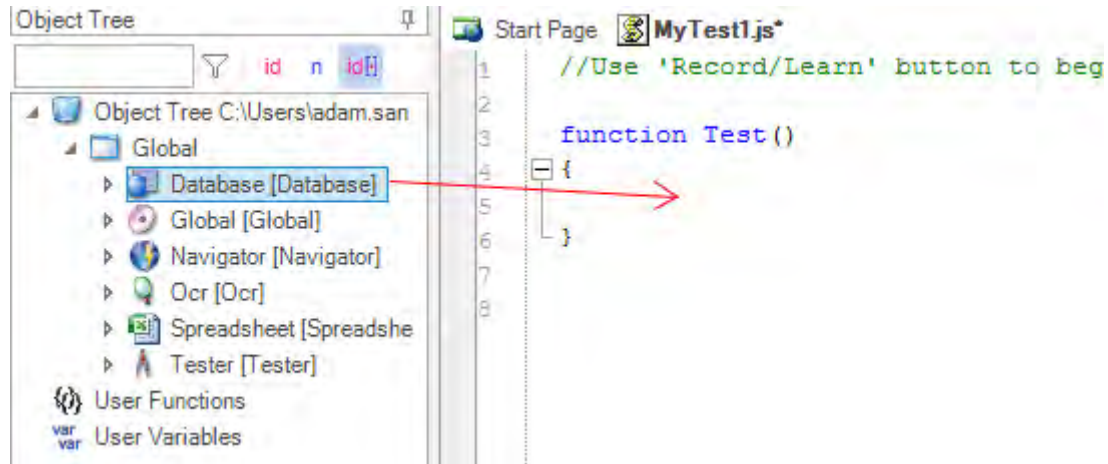 Object Tree
id n id[-]
Object Tree C:\Users\adam.san
Global
Database [Database]
Global [Global]
Navigator [Navigator]
Ocr [Ocr]
Spreadsheet [Spreadshe
Tester [Tester]
User Functions
var var User Variables
Start Page MyTest1.js*
1 //Use 'Record/Learn' button to beg
2
3 function Test()
4 {
5
6 }
7
8